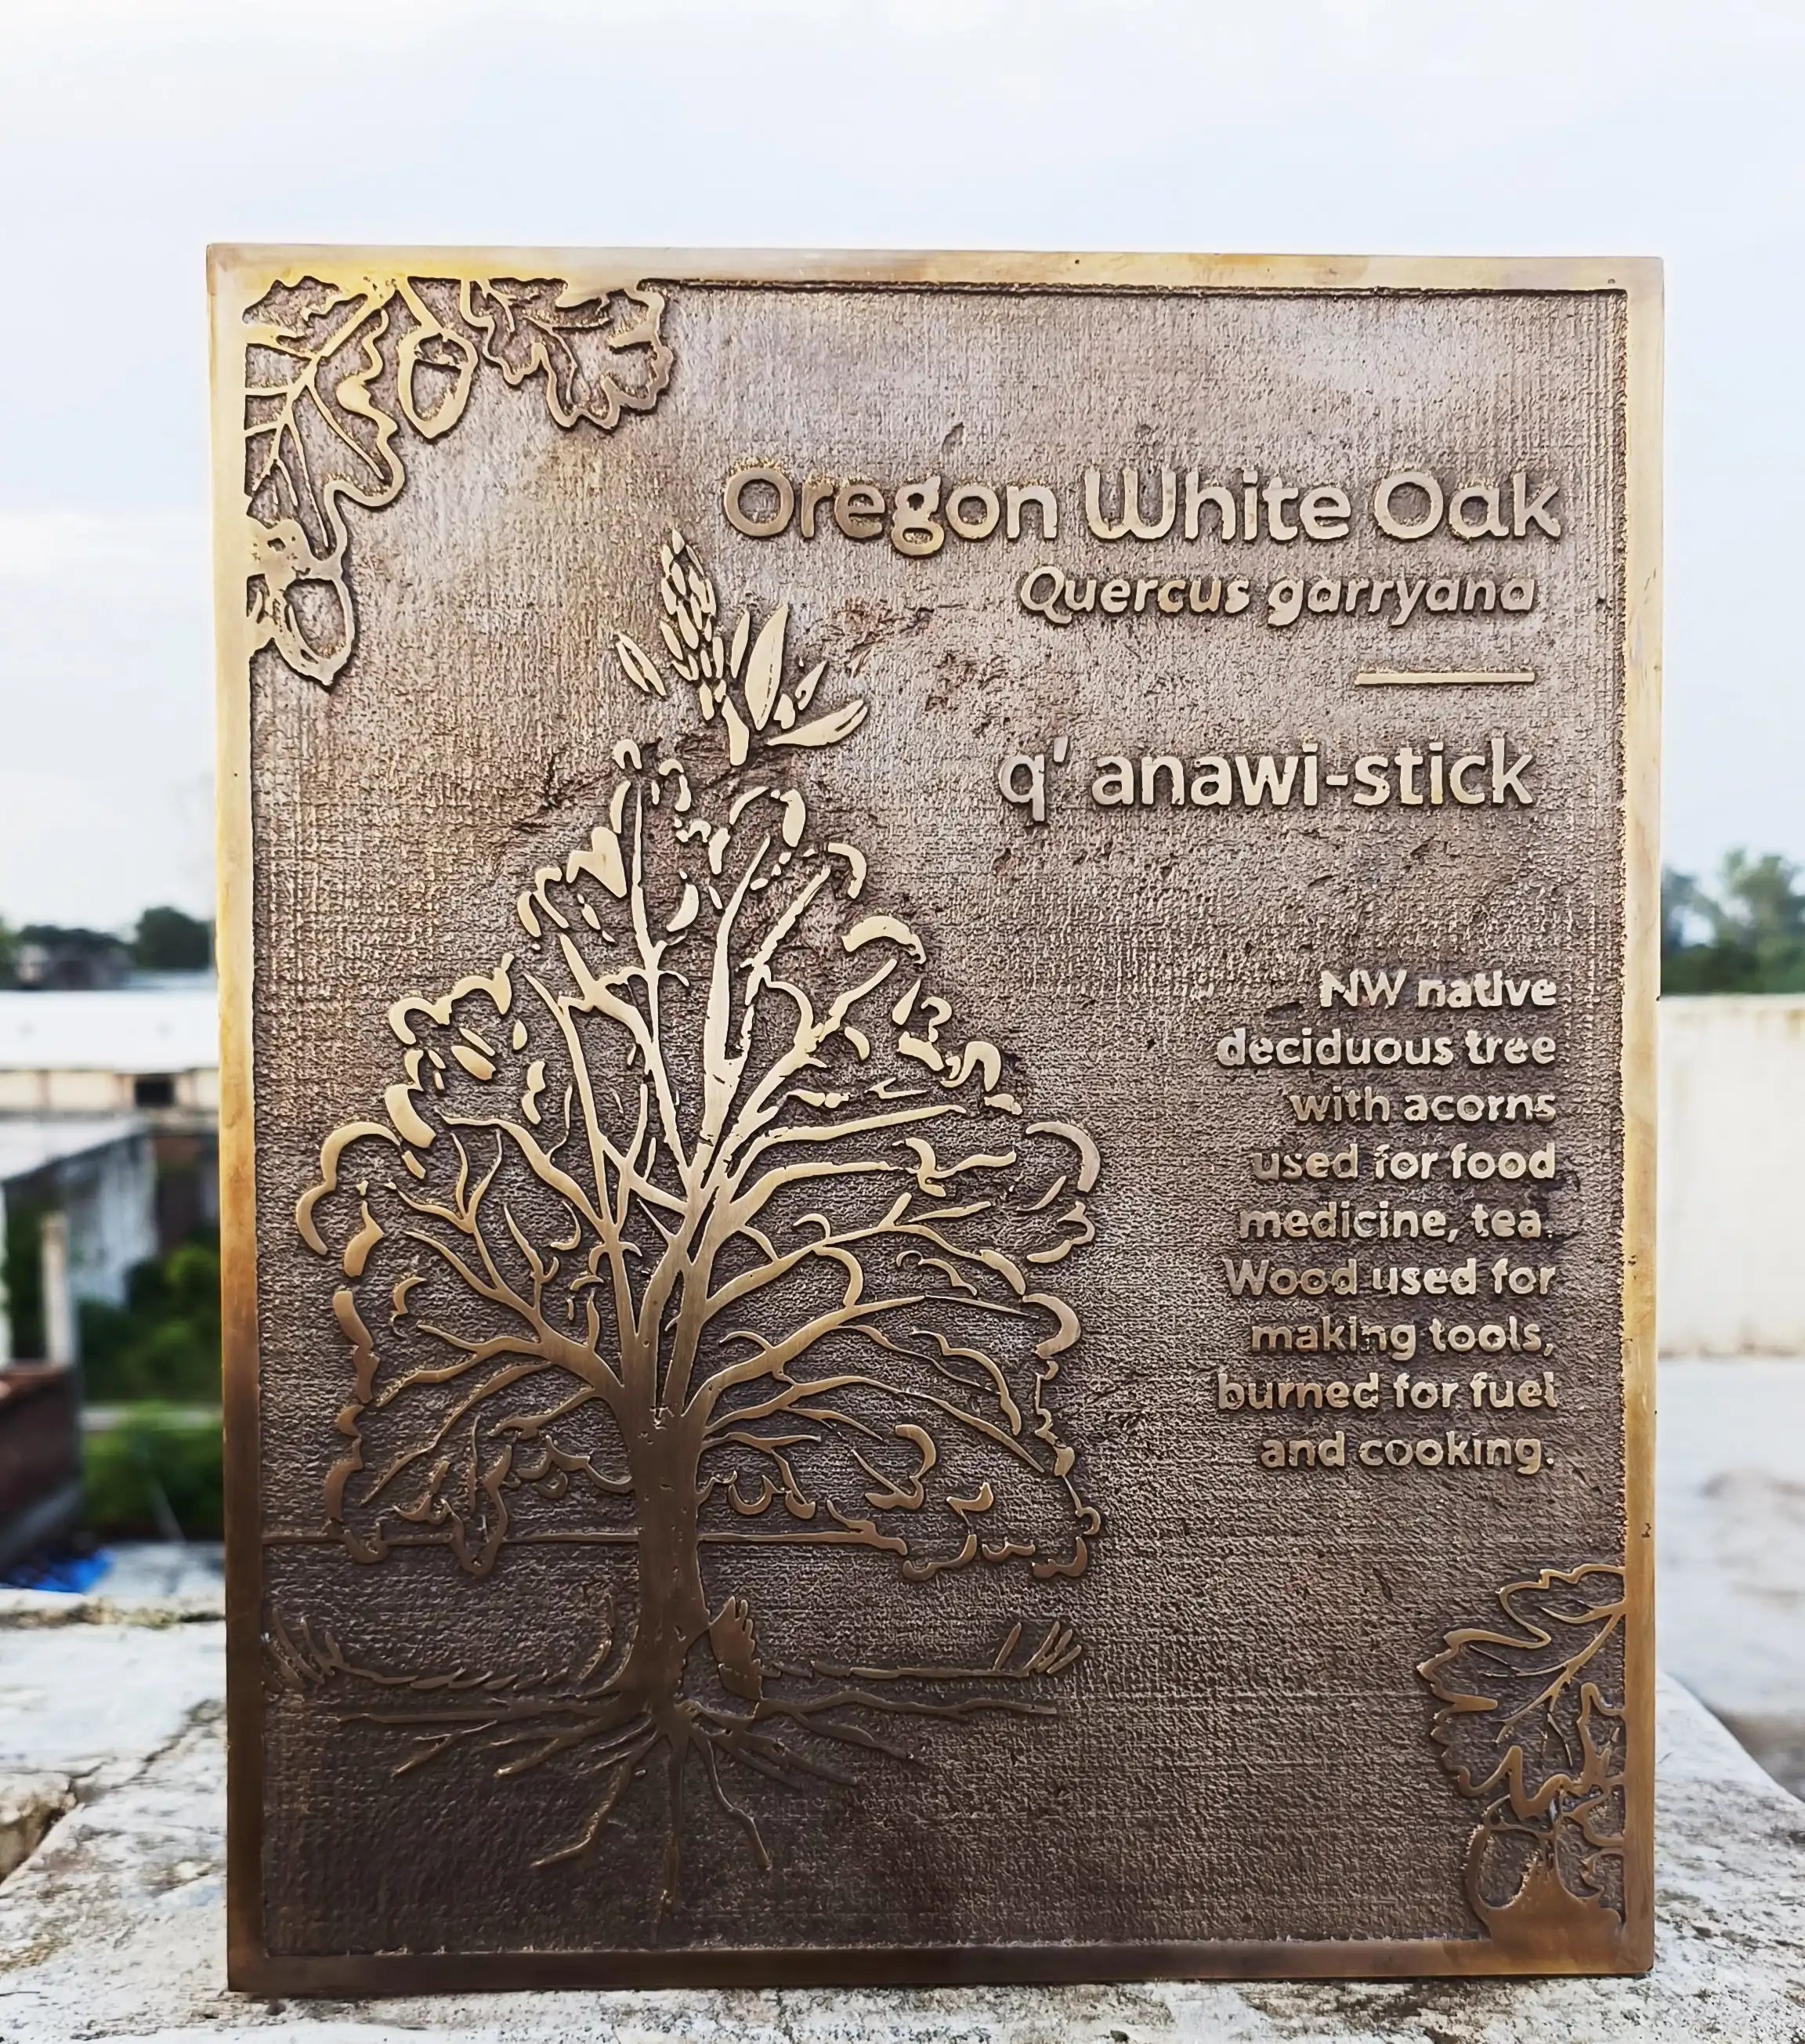 Oregon White Oak
Quercus garryana
q' anawi-stick
NW native
deciduous tree
with acorns
used for food
medicine, tea.
Wood used for
making tools,
burned for fuel
and cooking.